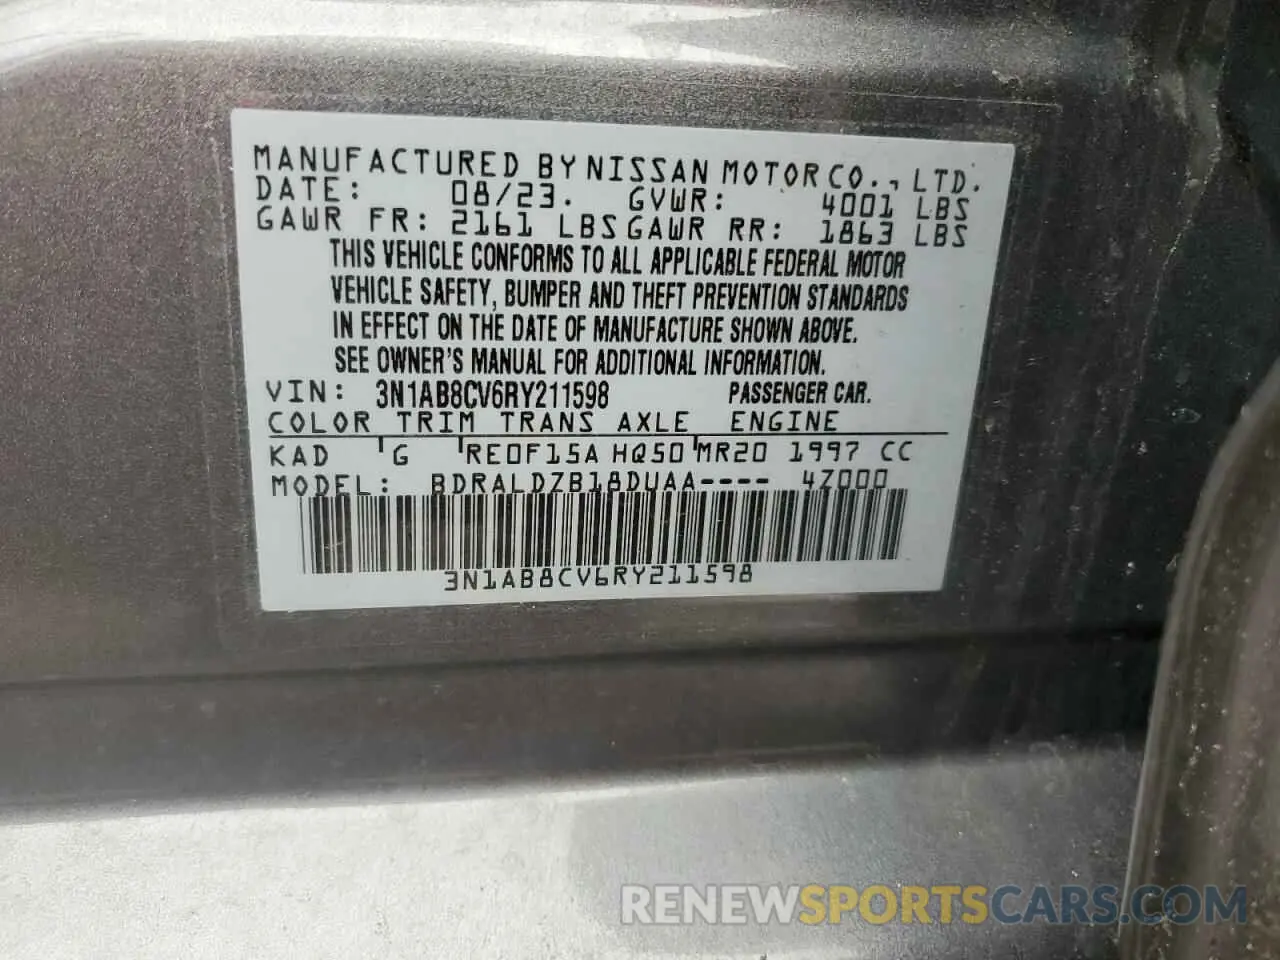 MANUFACTURED BY NISSAN MOTOR CO., LTD.
DATE: 08/23. GVWR: 4001 LBS
GAWR FR: 2161 LBS GAWR RR: 1863 LBS
THIS VEHICLE CONFORMS TO ALL APPLICABLE FEDERAL MOTOR
VEHICLE SAFETY, BUMPER AND THEFT PREVENTION STANDARDS
IN EFFECT ON THE DATE OF MANUFACTURE SHOWN ABOVE.
SEE OWNER'S MANUAL FOR ADDITIONAL INFORMATION.
VIN: 3N1AB8CV6RY211598 PASSENGER CAR.
COLOR TRIM TRANS AXLE ENGINE
KAD G RE0F15A HQ50 MR20 1997 CC
MODEL: BDRALDZB18DUAA---- 4Z000
3N1AB8CV6RY211598
RENEWSPORTSCARS.COM